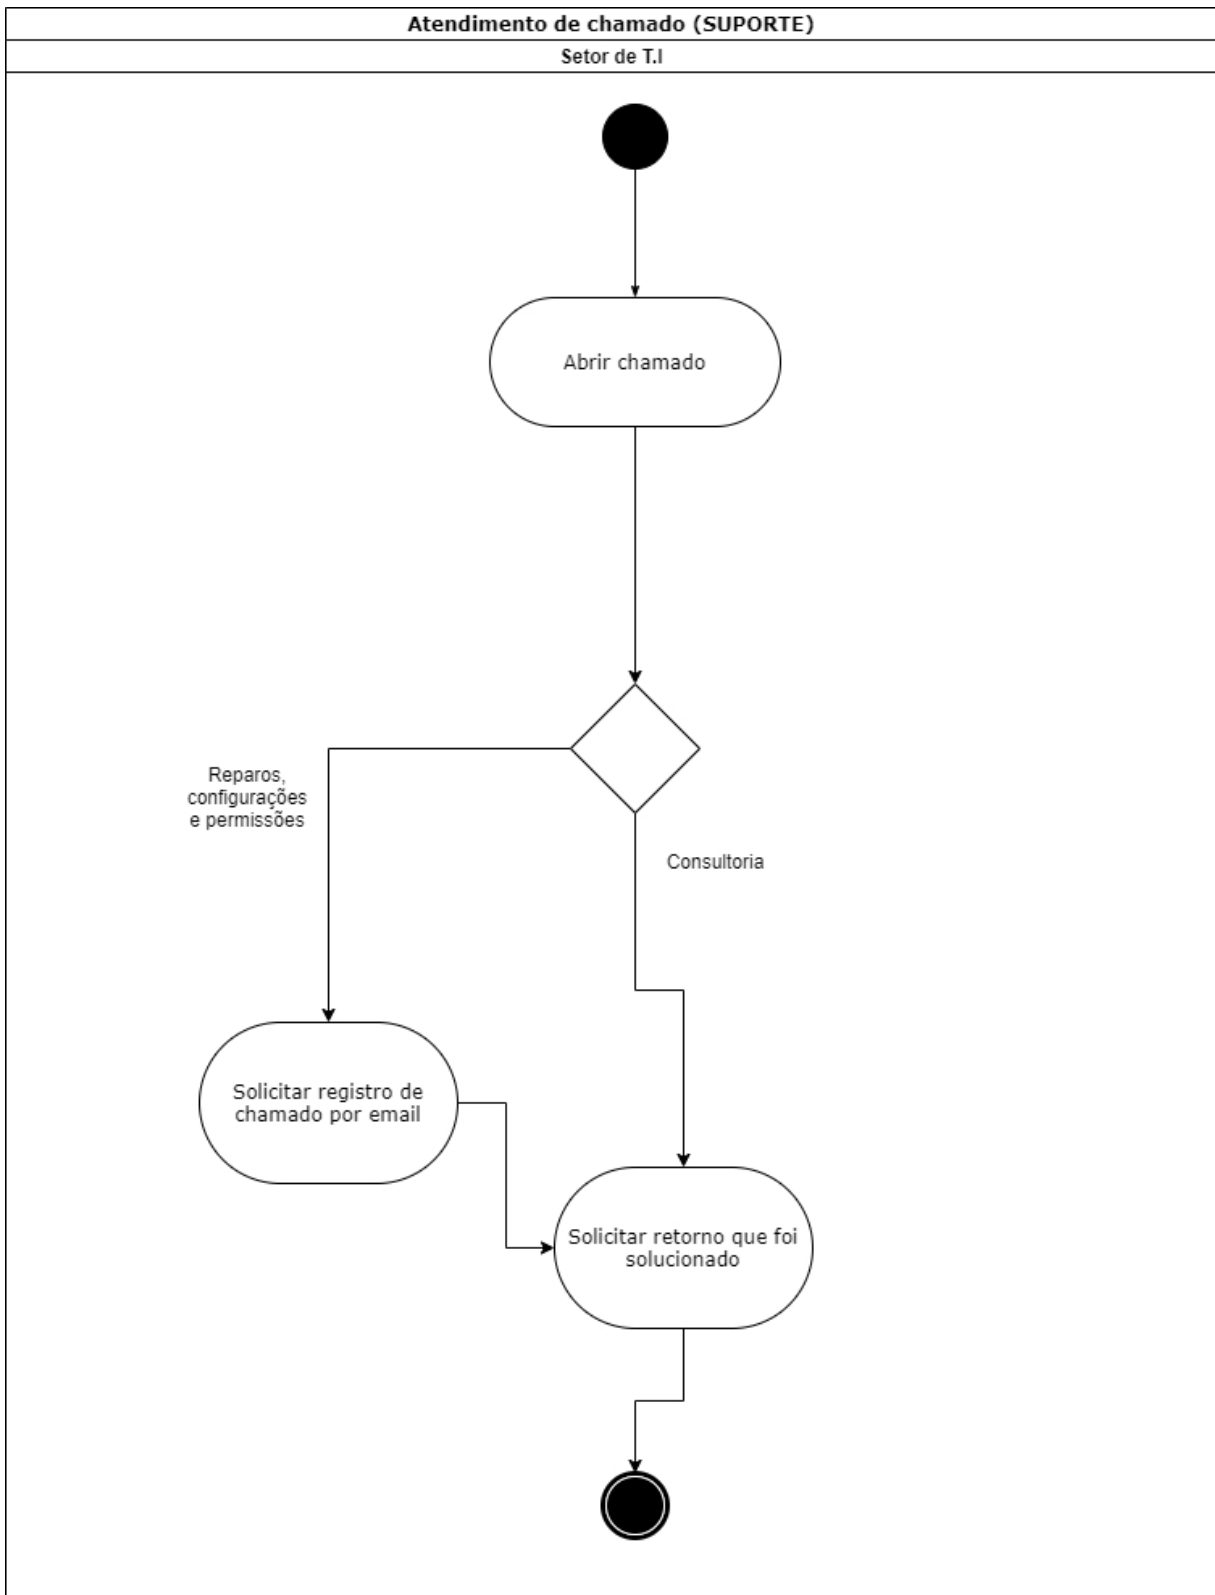 Atendimento de chamado (SUPORTE)
Setor de T.I
Abrir chamado
Reparos,
configurações
e permissões
Consultoria
Solicitar registro de
chamado por email
Solicitar retorno que foi
solucionado